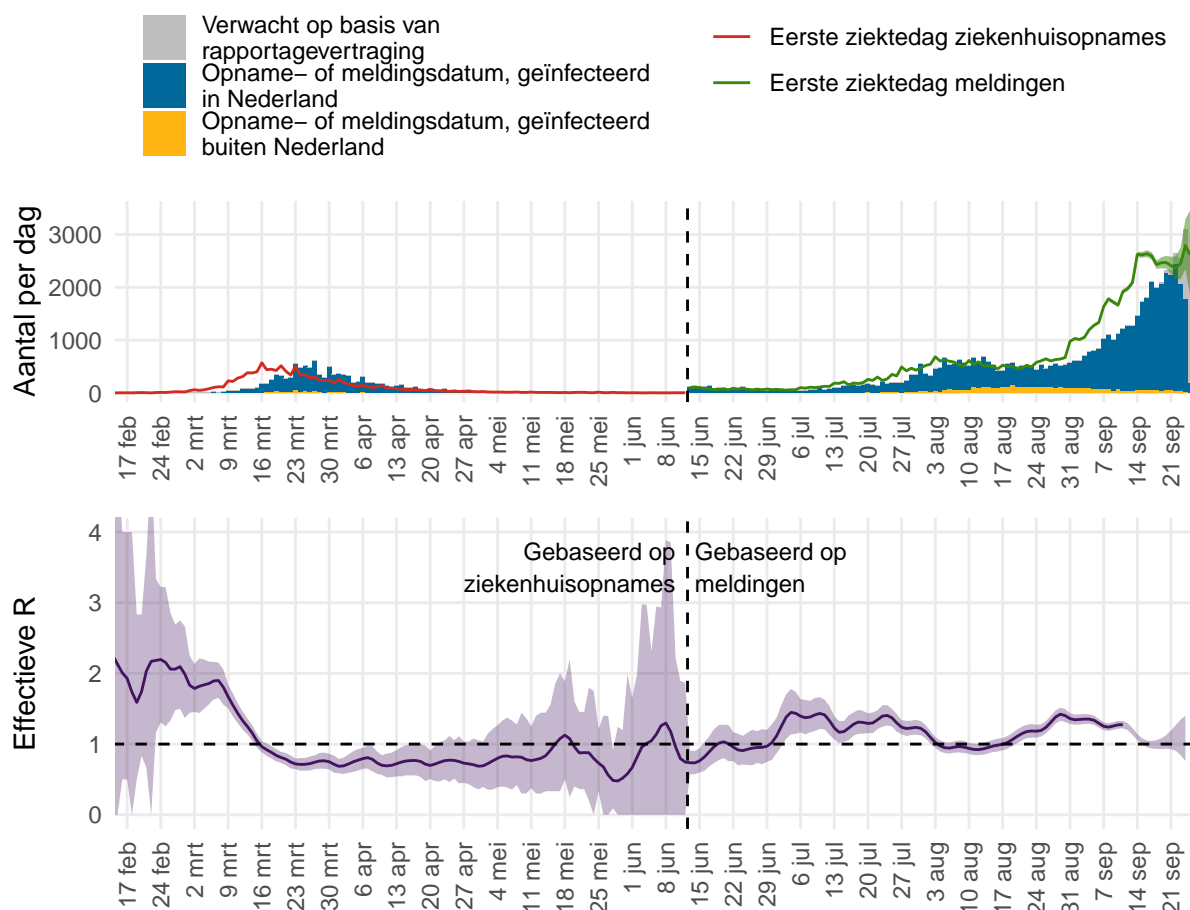 Verwacht op basis van
rapportagevertraging
Opname− of meldingsdatum, geïnfecteerd
in Nederland
Opname− of meldingsdatum, geïnfecteerd
buiten Nederland
Eerste ziektedag ziekenhuisopnames
Eerste ziektedag meldingen
Aantal per dag
3000
2000
1000
0
17 feb
24 feb
2 mrt
9 mrt
16 mrt
23 mrt
30 mrt
6 apr
13 apr
20 apr
27 apr
4 mei
11 mei
18 mei
25 mei
1 jun
8 jun
15 jun
22 jun
29 jun
6 jul
13 jul
20 jul
27 jul
3 aug
10 aug
17 aug
24 aug
31 aug
7 sep
14 sep
21 sep
Effectieve R
4
3
2
1
0
Gebaseerd op
ziekenhuisopnames
Gebaseerd op
meldingen
17 feb
24 feb
2 mrt
9 mrt
16 mrt
23 mrt
30 mrt
6 apr
13 apr
20 apr
27 apr
4 mei
11 mei
18 mei
25 mei
1 jun
8 jun
15 jun
22 jun
29 jun
6 jul
13 jul
20 jul
27 jul
3 aug
10 aug
17 aug
24 aug
31 aug
7 sep
14 sep
21 sep